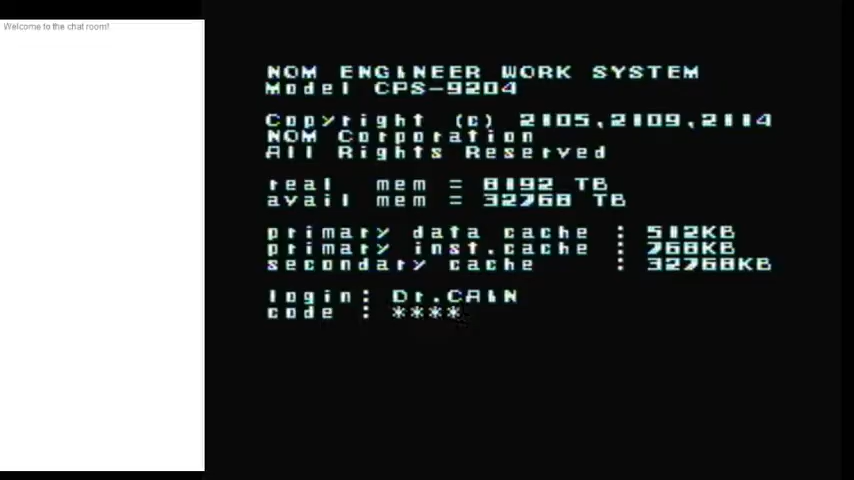 Welcome to the chat room!
NOM ENGINEER WORK SYSTEM
Model CPS-9204
Copyright (c) 2105,2109,2114
NOM Corporation
All Rights Reserved
real mem = 8192 TB
avail mem = 32768 TB
primary data cache : 512KB
primary inst.cache : 768KB
secondary cache : 32768KB
login: Dr.CAIN
code : ****